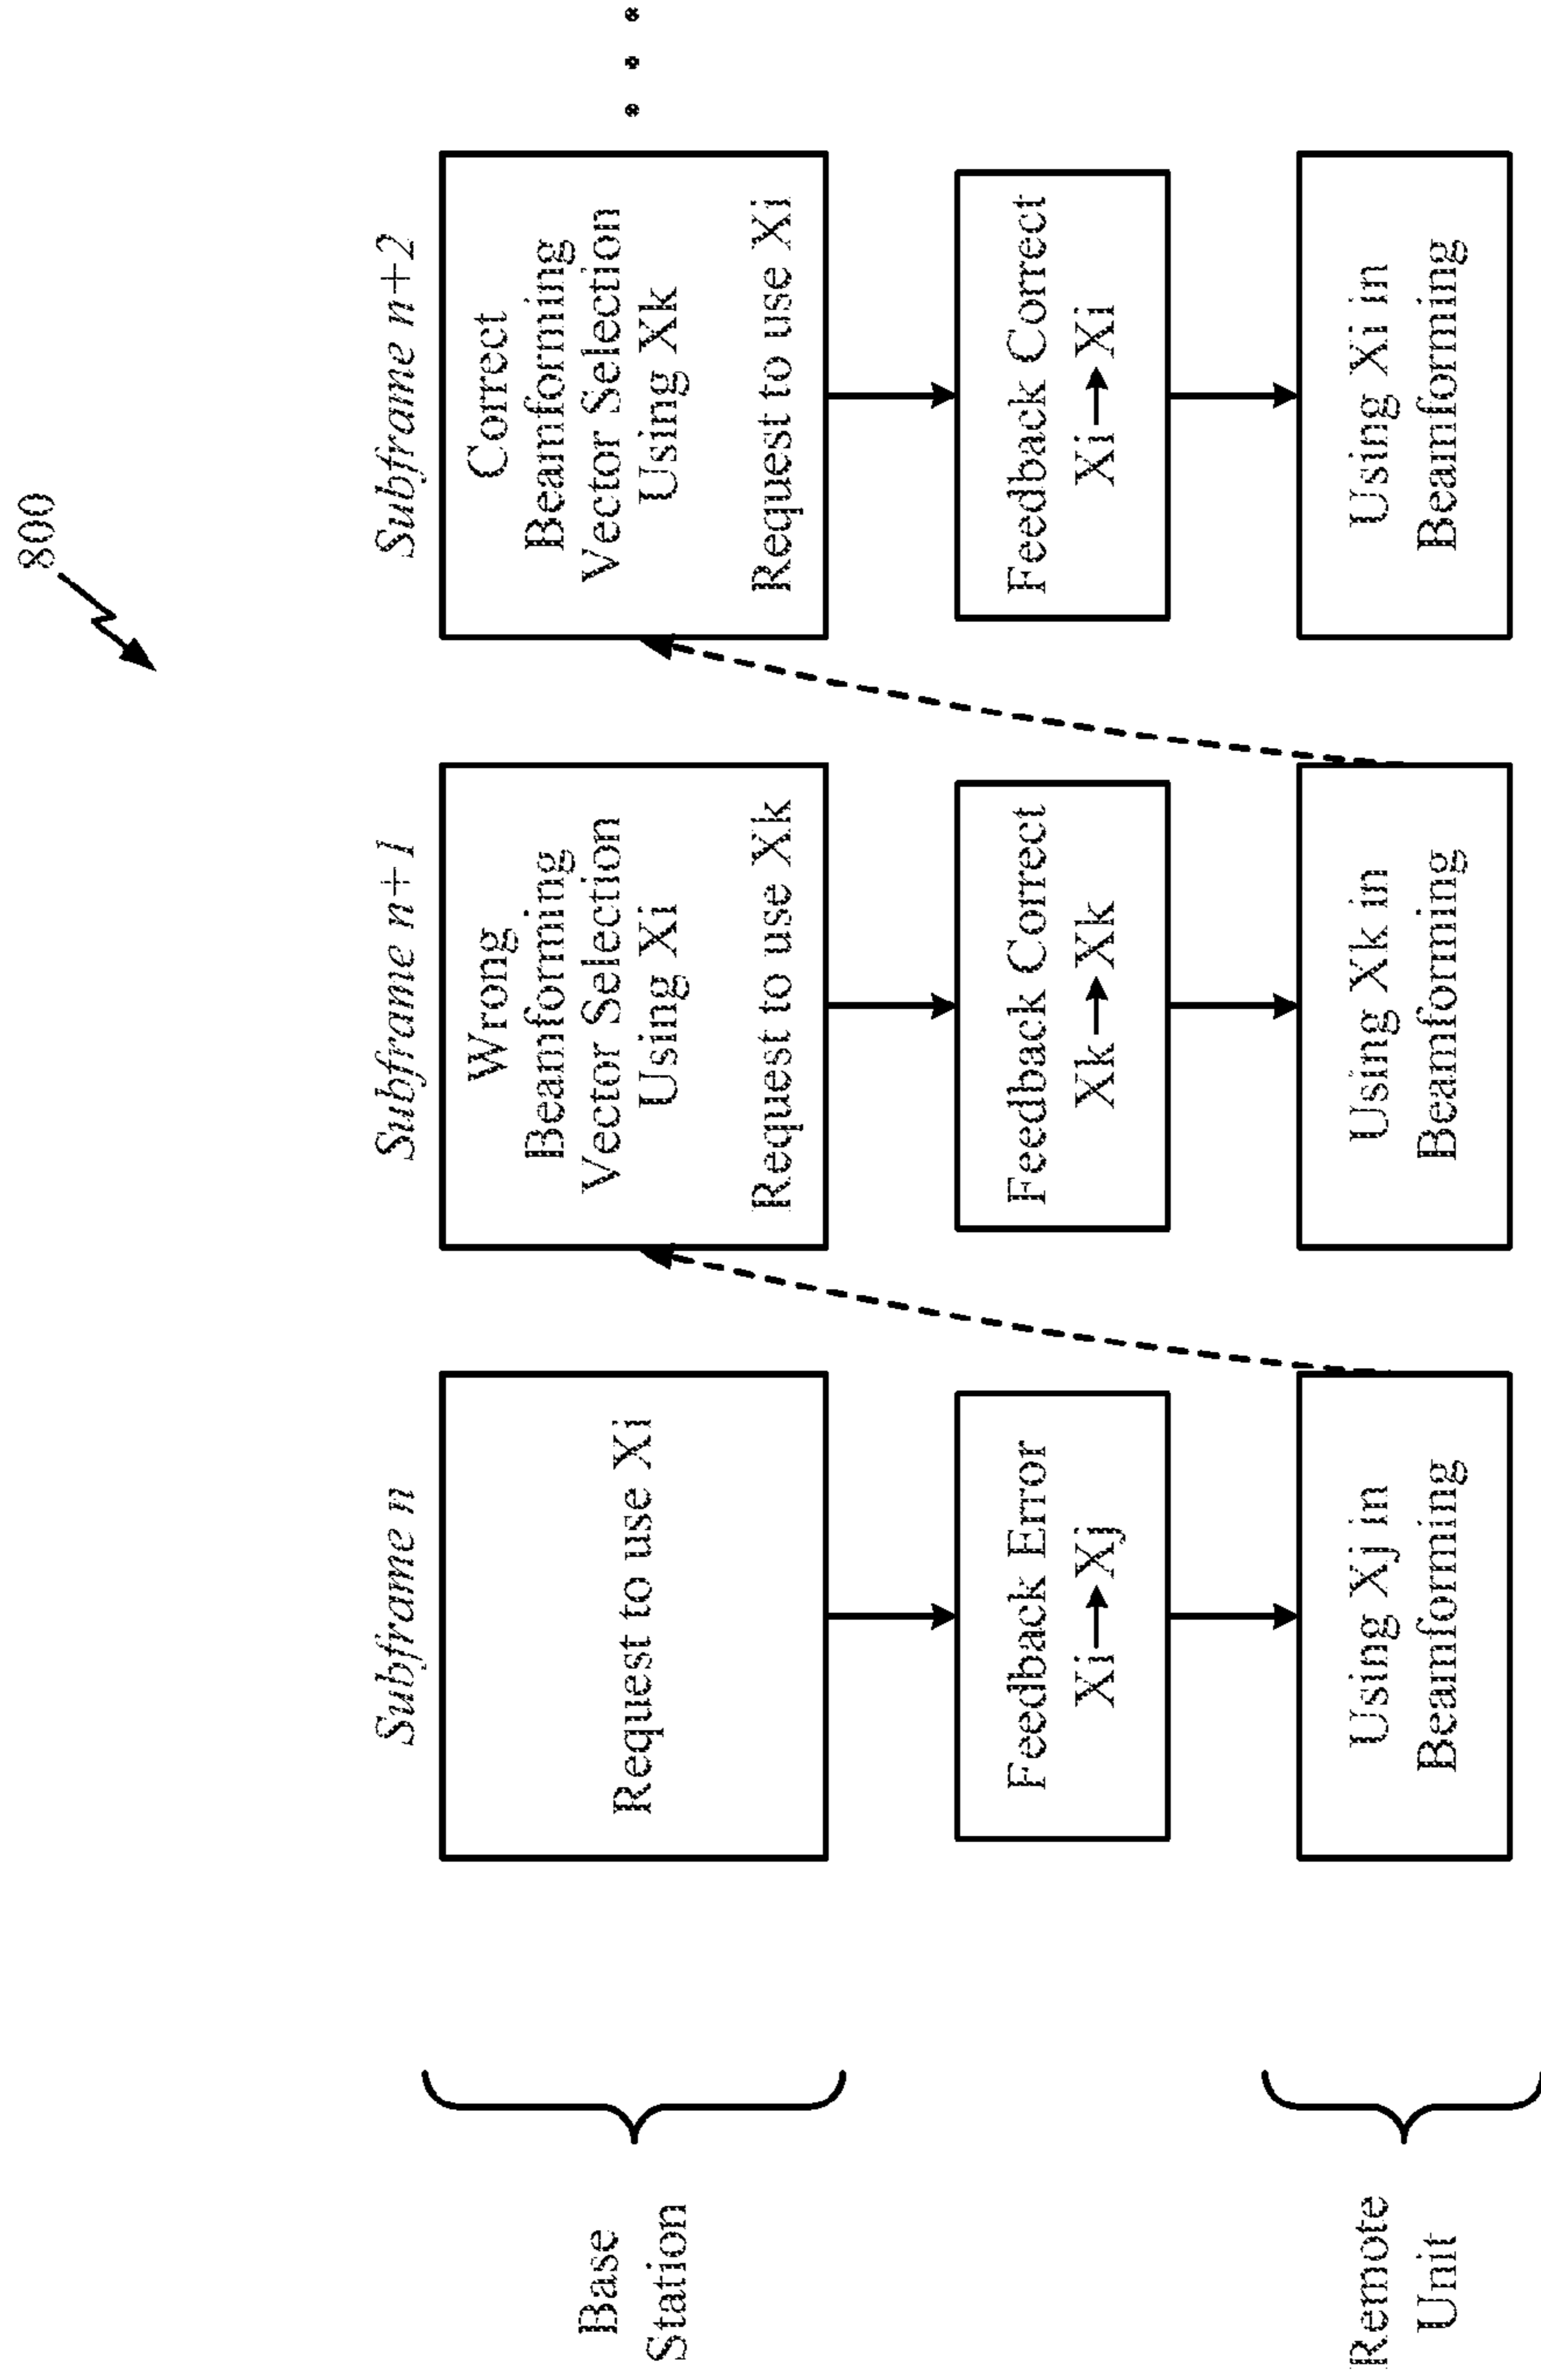 800
Subframe n
Subframe n+1
Subframe n+2
Base
Station
Request to use Xi
Wrong
Beamforming
Vector Selection
Using Xi
Request to use Xk
Correct
Beamforming
Vector Selection
Using Xk
Request to use Xi
Feedback Error
Xi→Xj
Feedback Correct
Xk→Xk
Feedback Correct
Xi→Xi
Remote
Unit
Using Xj in
Beamforming
Using Xk in
Beamforming
Using Xi in
Beamforming